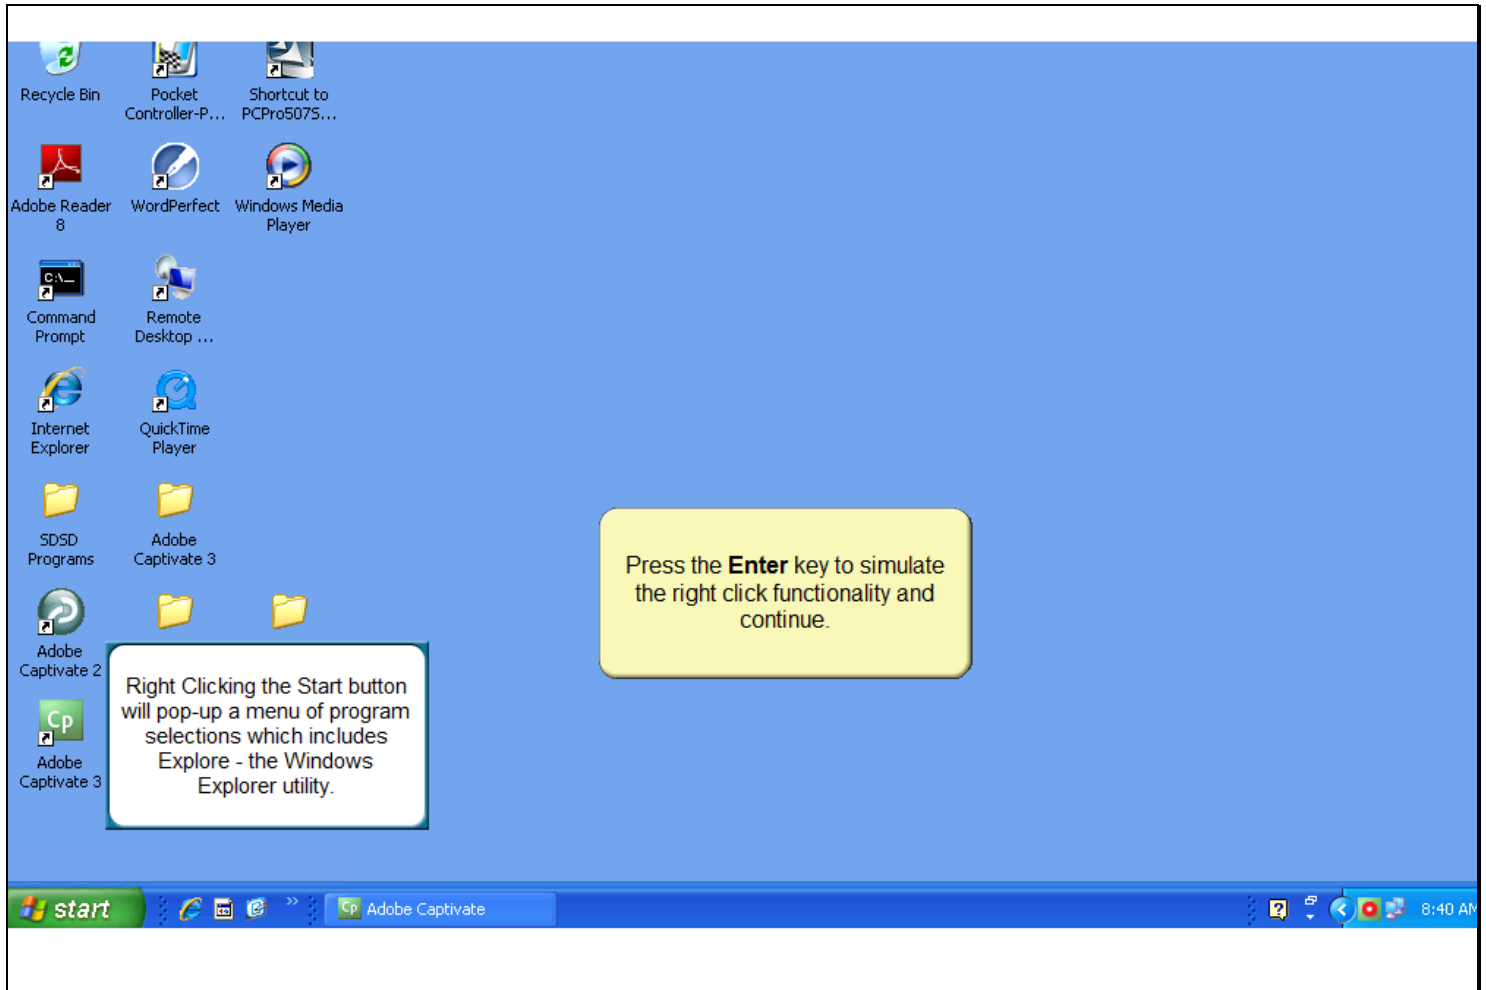 Recycle Bin
Pocket
Controller-P...
Shortcut to
PCPro507S...
Adobe Reader
8
WordPerfect
Windows Media
Player
C:\_
Command
Prompt
Remote
Desktop ...
Internet
Explorer
QuickTime
Player
SDSD
Programs
Adobe
Captivate 3
Press the Enter key to simulate
the right click functionality and
continue.
Adobe
Captivate 2
Right Clicking the Start button
will pop-up a menu of program
selections which includes
Explore - the Windows
Explorer utility.
Cp
Adobe
Captivate 3
start
»
Cp Adobe Captivate
?
8:40 AM